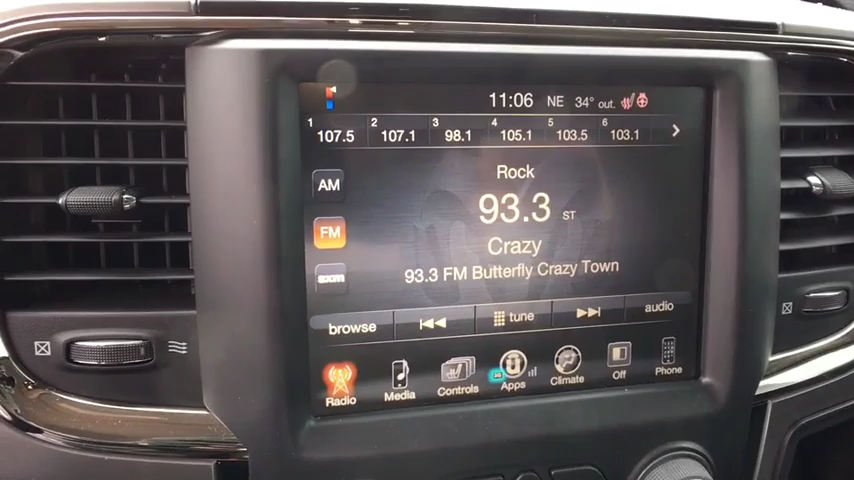 11:06 NE 34° out.
1 107.5 2 107.1 3 98.1 4 105.1 5 103.5 6 103.1
Rock
AM
93.3 ST
FM
Crazy
sxm 93.3 FM Butterfly Crazy Town
browse tune audio
Radio Media Controls 3G Apps Climate Off Phone